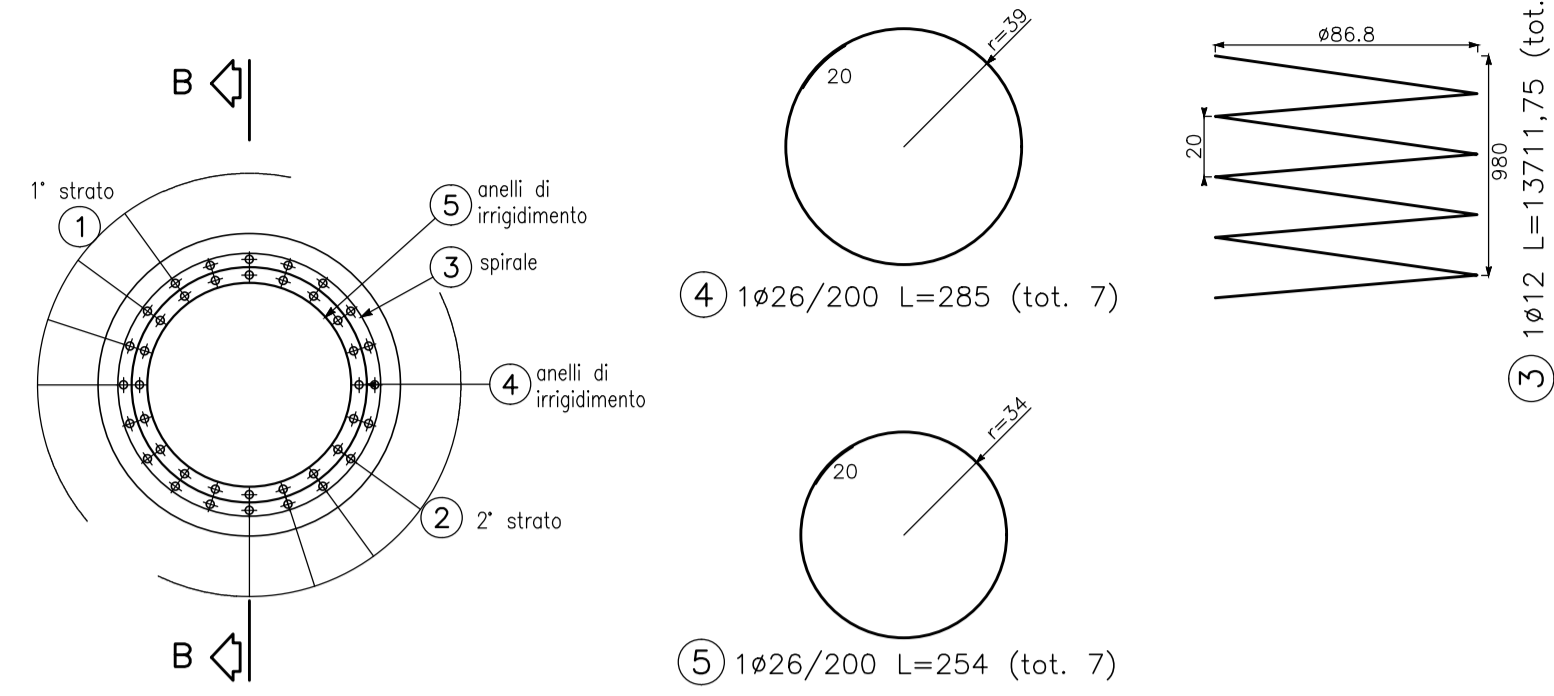 B
1° strato
1
5
anelli di
irrigidimento
3
spirale
4
anelli di
irrigidimento
2
2° strato
B
r=39
20
4 1ø26/200 L=285 (tot. 7)
r=34
20
5 1ø26/200 L=254 (tot. 7)
ø86.8
20
980
3 1ø12 L=13711,75 (tot.